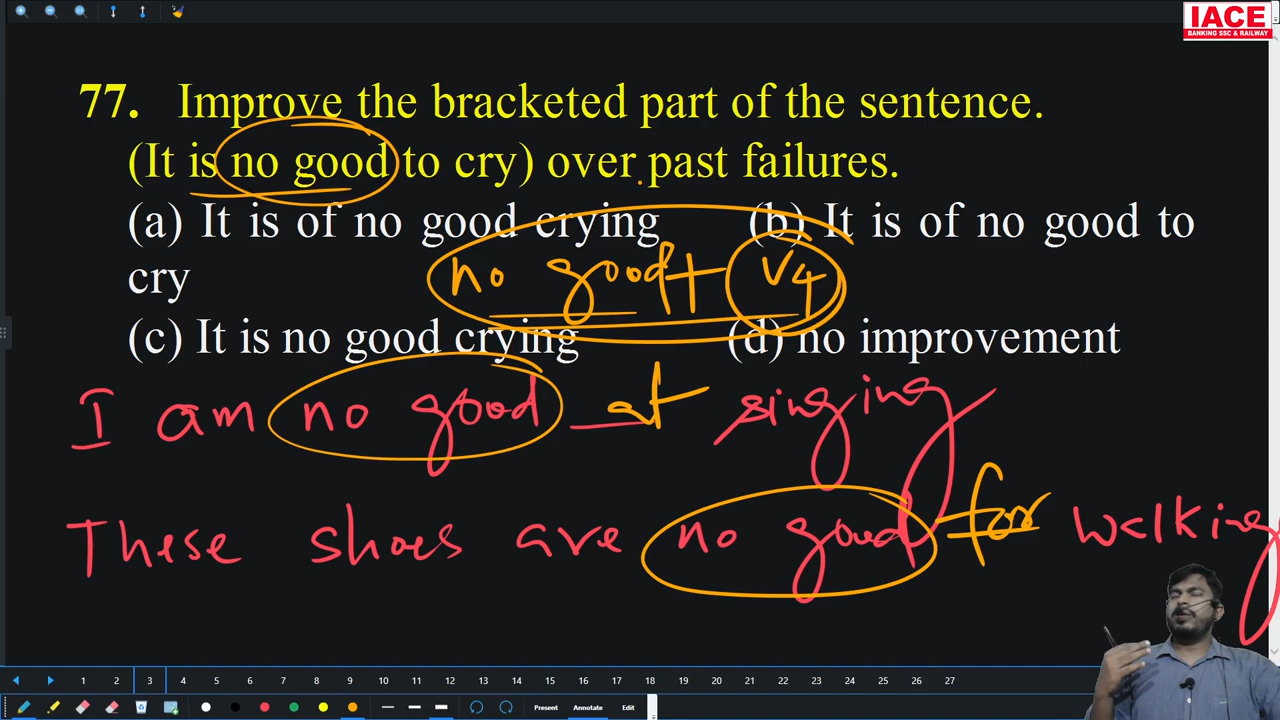 IACE
BANKING SSC & RAILWAY
77. Improve the bracketed part of the sentence.
(It is no good to cry) over past failures.
(a) It is of no good crying (b) It is of no good to
cry
no good + V4
(c) It is no good crying (d) no improvement
I am no good at singing
These shoes are no good for walking
1 2 3 4 5 6 7 8 9 10 11 12 13 14 15 16 17 18 19 20 21 22 23 24 25 26 27
Present Annotate Edit